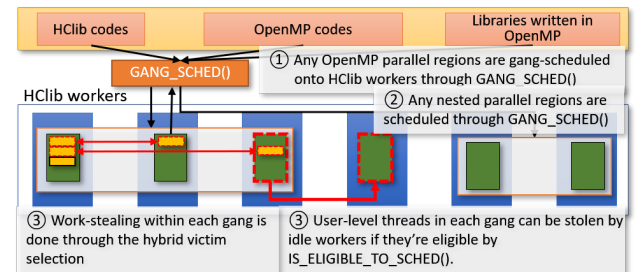 HClib codes
OpenMP codes
Libraries written in
OpenMP
GANG_SCHED()
① Any OpenMP parallel regions are gang-scheduled
onto HClib workers through GANG_SCHED()
HClib workers
② Any nested parallel regions are
scheduled through GANG_SCHED()
③ Work-stealing within each gang is
done through the hybrid victim
selection
③ User-level threads in each gang can be stolen by
idle workers if they're eligible by
IS_ELIGIBLE_TO_SCHED().